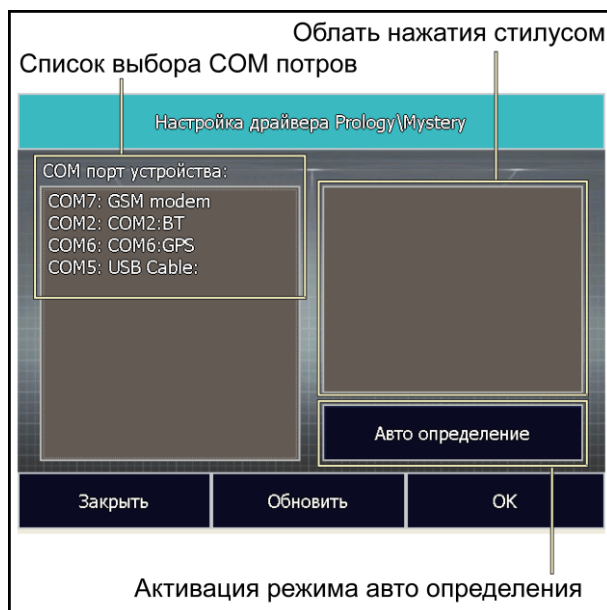 Облать нажатия стилусом
Список выбора COM потров
Настройка драйвера Prology\Mystery
COM порт устройства:
COM7: GSM modem
COM2: COM2:BT
COM6: COM6:GPS
COM5: USB Cable:
Авто определение
Закрыть
Обновить
OK
Активация режима авто определения